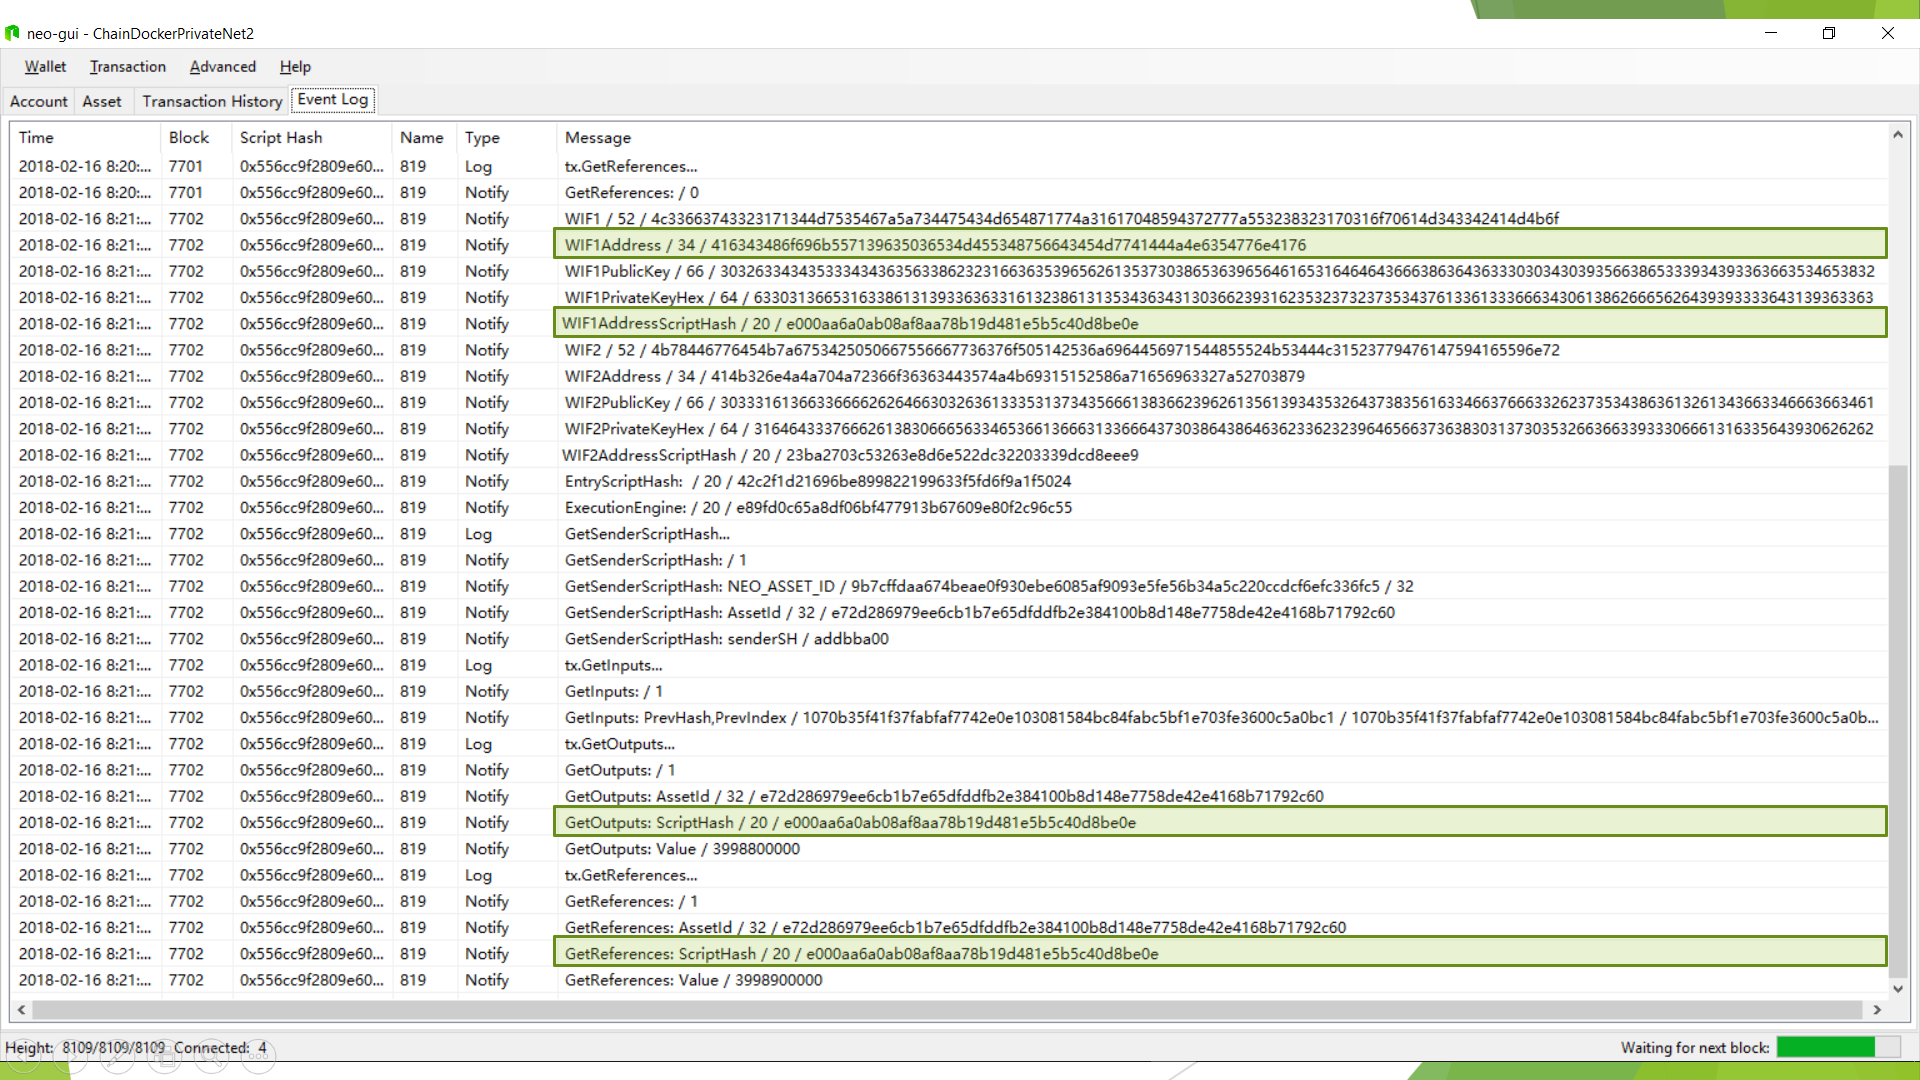 neo-gui - ChainDockerPrivateNet2
Wallet Transaction Advanced Help
Account Asset Transaction History Event Log
Time Block Script Hash Name Type Message
2018-02-16 8:20:... 7701 0x556cc9f2809e60... 819 Log tx.GetReferences...
2018-02-16 8:20:... 7701 0x556cc9f2809e60... 819 Notify GetReferences: / 0
2018-02-16 8:21:... 7702 0x556cc9f2809e60... 819 Notify WIF1 / 52 / 4c33663743323171344d7535467a5a734475434d654871774a31617048594372777a553238323170316f70614d343342414d4b6f
2018-02-16 8:21:... 7702 0x556cc9f2809e60... 819 Notify WIF1Address / 34 / 416343486f696b557139635036534d455348756643454d7741444a4e6354776e4176
2018-02-16 8:21:... 7702 0x556cc9f2809e60... 819 Notify WIF1PublicKey / 66 /
2018-02-16 8:21:... 7702 0x556cc9f2809e60... 819 Notify WIF1PrivateKeyHex / 64 /
2018-02-16 8:21:... 7702 0x556cc9f2809e60... 819 Notify WIF1AddressScriptHash / 20 / e000aa6a0ab08af8aa78b19d481e5b5c40d8be0e
2018-02-16 8:21:... 7702 0x556cc9f2809e60... 819 Notify WIF2 / 52 / 4b78446776454b7a6753425050667556667736376f505142536a6964456971544855524b53444c31523779476147594165596e72
2018-02-16 8:21:... 7702 0x556cc9f2809e60... 819 Notify WIF2Address / 34 / 414b326e4a4a704a72366f36363443574a4b69315152586a71656963327a52703879
2018-02-16 8:21:... 7702 0x556cc9f2809e60... 819 Notify WIF2PublicKey / 66 /
2018-02-16 8:21:... 7702 0x556cc9f2809e60... 819 Notify WIF2PrivateKeyHex / 64 /
2018-02-16 8:21:... 7702 0x556cc9f2809e60... 819 Notify WIF2AddressScriptHash / 20 / 23ba2703c53263e8d6e522dc32203339dcd8eee9
2018-02-16 8:21:... 7702 0x556cc9f2809e60... 819 Notify EntryScriptHash: / 20 / 42c2f1d21696be899822199633f5fd6f9a1f5024
2018-02-16 8:21:... 7702 0x556cc9f2809e60... 819 Notify ExecutionEngine: / 20 / e89fd0c65a8df06bf477913b67609e80f2c96c55
2018-02-16 8:21:... 7702 0x556cc9f2809e60... 819 Log GetSenderScriptHash...
2018-02-16 8:21:... 7702 0x556cc9f2809e60... 819 Notify GetSenderScriptHash: / 1
2018-02-16 8:21:... 7702 0x556cc9f2809e60... 819 Notify GetSenderScriptHash: NEO_ASSET_ID / 9b7cffdaa674beae0f930ebe6085af9093e5fe56b34a5c220ccdcf6efc336fc5 / 32
2018-02-16 8:21:... 7702 0x556cc9f2809e60... 819 Notify GetSenderScriptHash: AssetId / 32 / e72d286979ee6cb1b7e65dfddfb2e384100b8d148e7758de42e4168b71792c60
2018-02-16 8:21:... 7702 0x556cc9f2809e60... 819 Notify GetSenderScriptHash: senderSH / addbba00
2018-02-16 8:21:... 7702 0x556cc9f2809e60... 819 Log tx.GetInputs...
2018-02-16 8:21:... 7702 0x556cc9f2809e60... 819 Notify GetInputs: / 1
2018-02-16 8:21:... 7702 0x556cc9f2809e60... 819 Notify GetInputs: PrevHash,PrevIndex / 1070b35f41f37fabfaf7742e0e103081584bc84fabc5bf1e703fe3600c5a0bc1 / 1070b35f41f37fabfaf7742e0e103081584bc84fabc5bf1e703fe3600c5a0b...
2018-02-16 8:21:... 7702 0x556cc9f2809e60... 819 Log tx.GetOutputs...
2018-02-16 8:21:... 7702 0x556cc9f2809e60... 819 Notify GetOutputs: / 1
2018-02-16 8:21:... 7702 0x556cc9f2809e60... 819 Notify GetOutputs: AssetId / 32 / e72d286979ee6cb1b7e65dfddfb2e384100b8d148e7758de42e4168b71792c60
2018-02-16 8:21:... 7702 0x556cc9f2809e60... 819 Notify GetOutputs: ScriptHash / 20 / e000aa6a0ab08af8aa78b19d481e5b5c40d8be0e
2018-02-16 8:21:... 7702 0x556cc9f2809e60... 819 Notify GetOutputs: Value / 3998800000
2018-02-16 8:21:... 7702 0x556cc9f2809e60... 819 Log tx.GetReferences...
2018-02-16 8:21:... 7702 0x556cc9f2809e60... 819 Notify GetReferences: / 1
2018-02-16 8:21:... 7702 0x556cc9f2809e60... 819 Notify GetReferences: AssetId / 32 / e72d286979ee6cb1b7e65dfddfb2e384100b8d148e7758de42e4168b71792c60
2018-02-16 8:21:... 7702 0x556cc9f2809e60... 819 Notify GetReferences: ScriptHash / 20 / e000aa6a0ab08af8aa78b19d481e5b5c40d8be0e
2018-02-16 8:21:... 7702 0x556cc9f2809e60... 819 Notify GetReferences: Value / 3998900000
Height: 8109/8109/8109 Connected: 4 Waiting for next block: